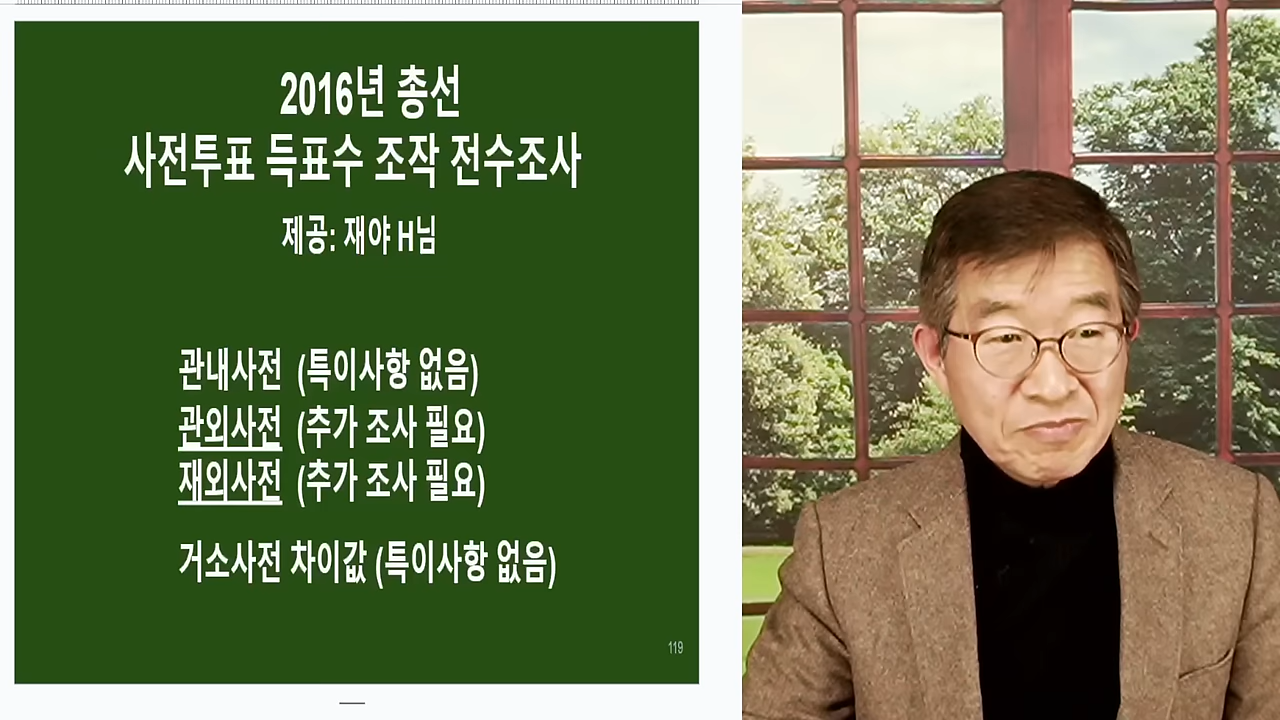 2016년 총선
사전투표 득표수 조작 전수조사
제공: 재야 H님
관내사전 (특이사항 없음)
관외사전 (추가 조사 필요)
재외사전 (추가 조사 필요)
거소사전 차이값 (특이사항 없음)
119